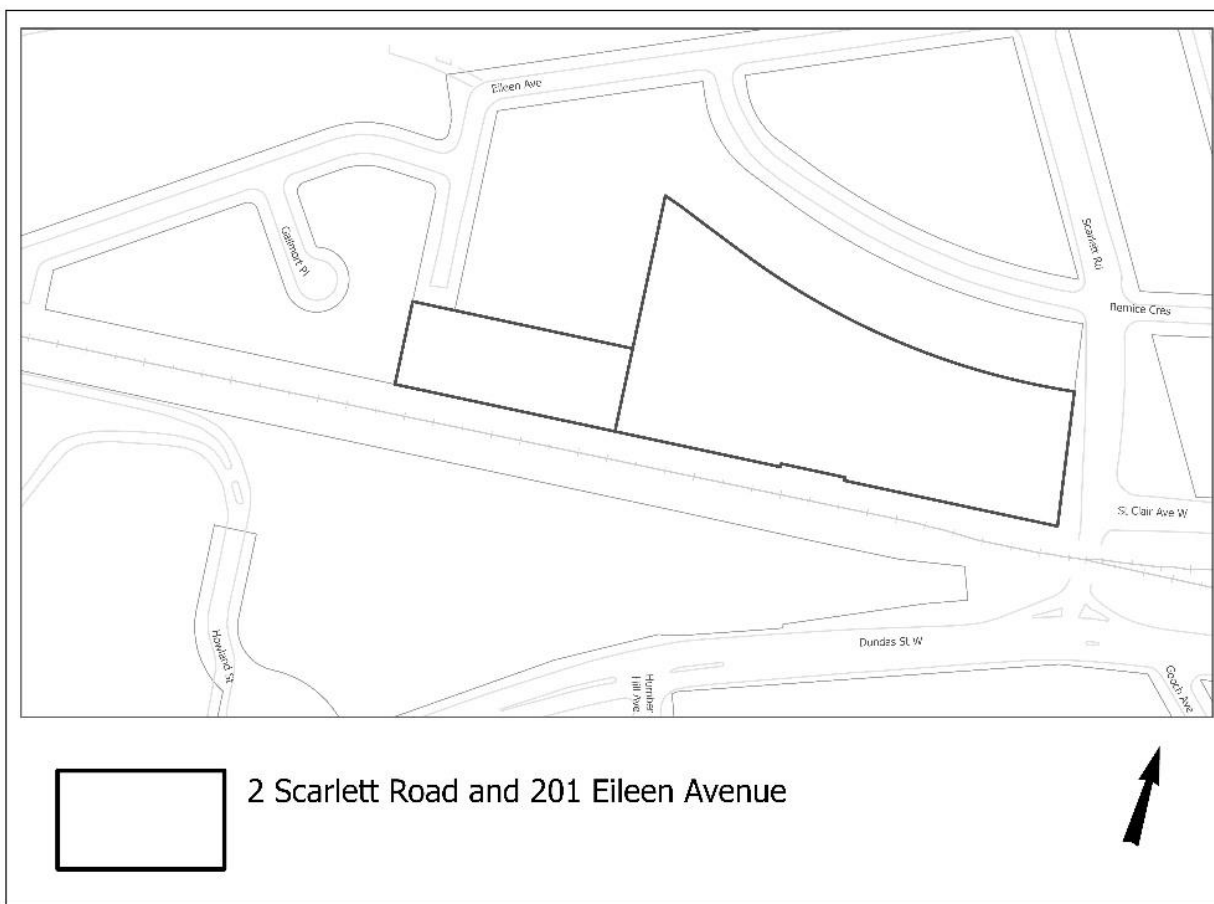 Eileen Ave
Gailmort Pl
Scarlett Rd
Bernice Cres
St. Clair Ave W
Dundas St. W
Howland St
Humber
Hill Ave
Gooch Ave
2 Scarlett Road and 201 Eileen Avenue